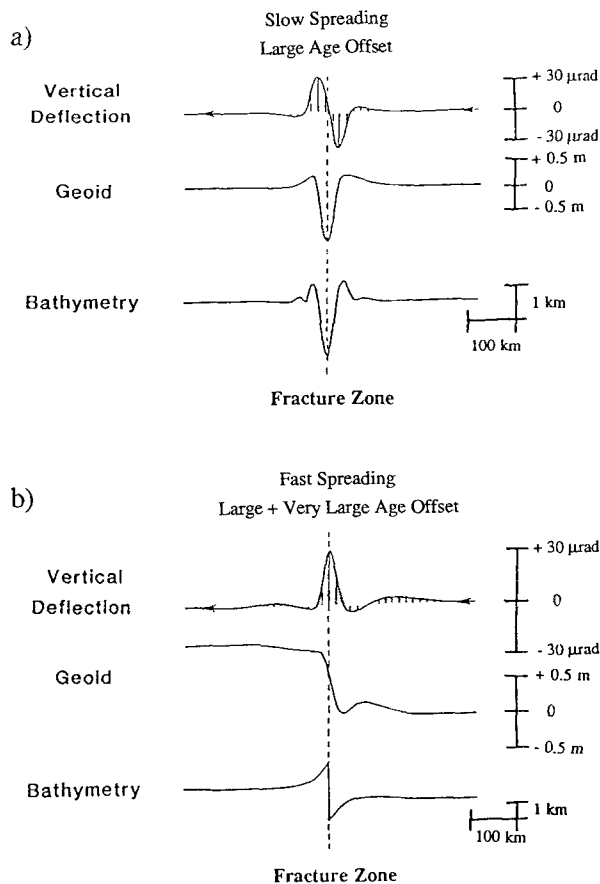 a)
Slow Spreading
Large Age Offset
Vertical
Deflection
+ 30 μrad
0
- 30 μrad
Geoid
+ 0.5 m
0
- 0.5 m
Bathymetry
1 km
100 km
Fracture Zone
b)
Fast Spreading
Large + Very Large Age Offset
Vertical
Deflection
+ 30 μrad
0
- 30 μrad
Geoid
+ 0.5 m
0
- 0.5 m
Bathymetry
1 km
100 km
Fracture Zone